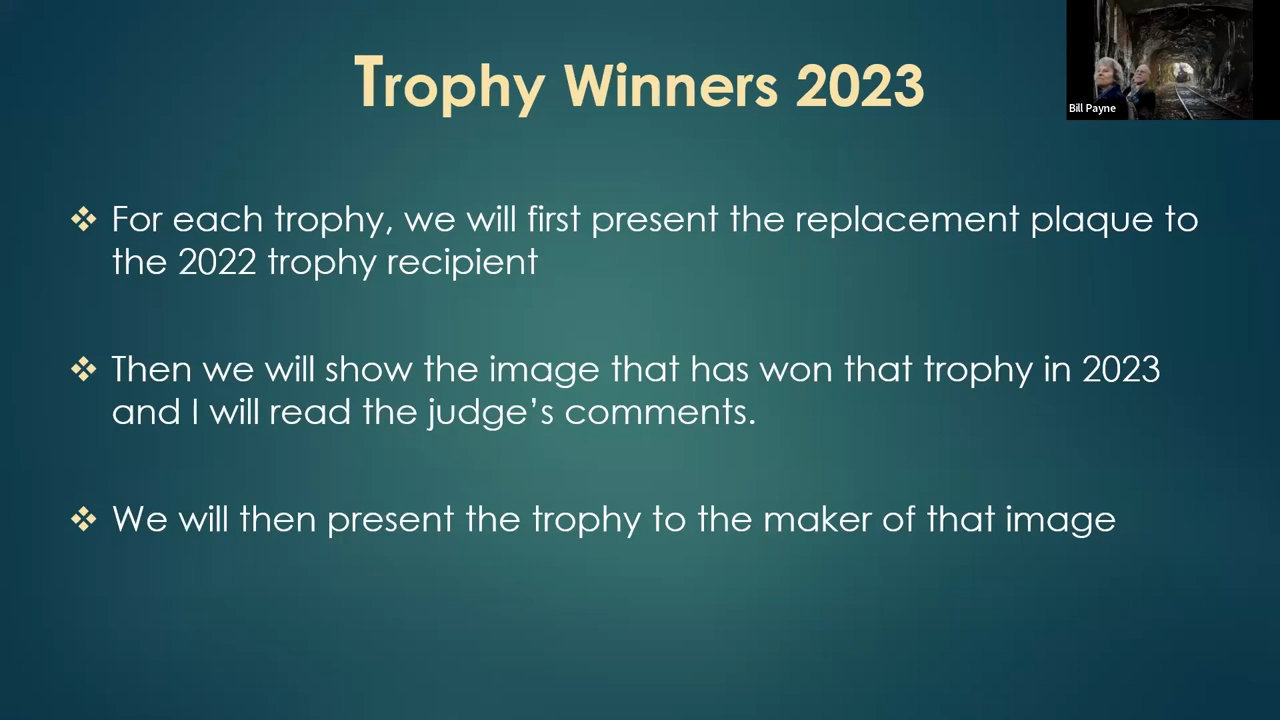 Trophy Winners 2023
Bill Payne
For each trophy, we will first present the replacement plaque to
the 2022 trophy recipient
Then we will show the image that has won that trophy in 2023
and I will read the judge’s comments.
We will then present the trophy to the maker of that image